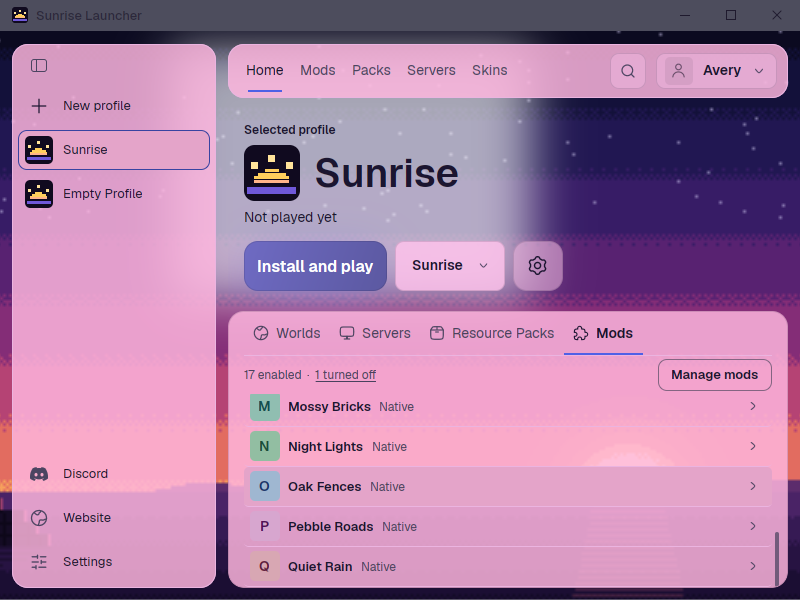 Sunrise Launcher
New profile
Sunrise
Empty Profile
Discord
Website
Settings
Home Mods Packs Servers Skins
Avery
Selected profile
Sunrise
Not played yet
Install and play
Sunrise
Worlds Servers Resource Packs Mods
17 enabled · 1 turned off
Manage mods
M Mossy Bricks Native
N Night Lights Native
O Oak Fences Native
P Pebble Roads Native
Q Quiet Rain Native